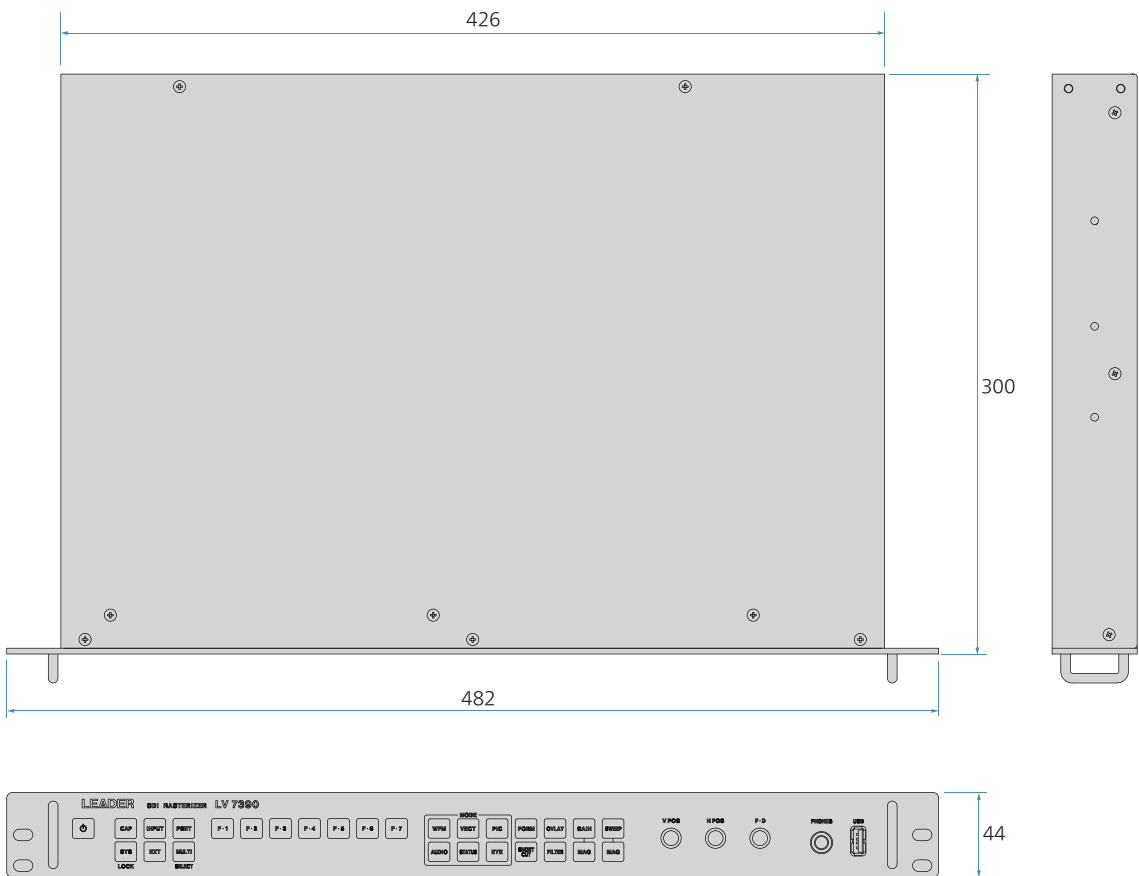 426
300
482
LEADER SDI RASTERIZER LV 7390
MODE
V POS H POS F·D PHONES USB
CAP INPUT PSET F·1 F·2 F·3 F·4 F·5 F·6 F·7 WFM VECT PIC FORM OVLAY GAIN SWEEP
44
SYS EXT MULTI AUDIO STATUS EYE SHORT CUT FILTER MAG MAG
LOCK SELECT